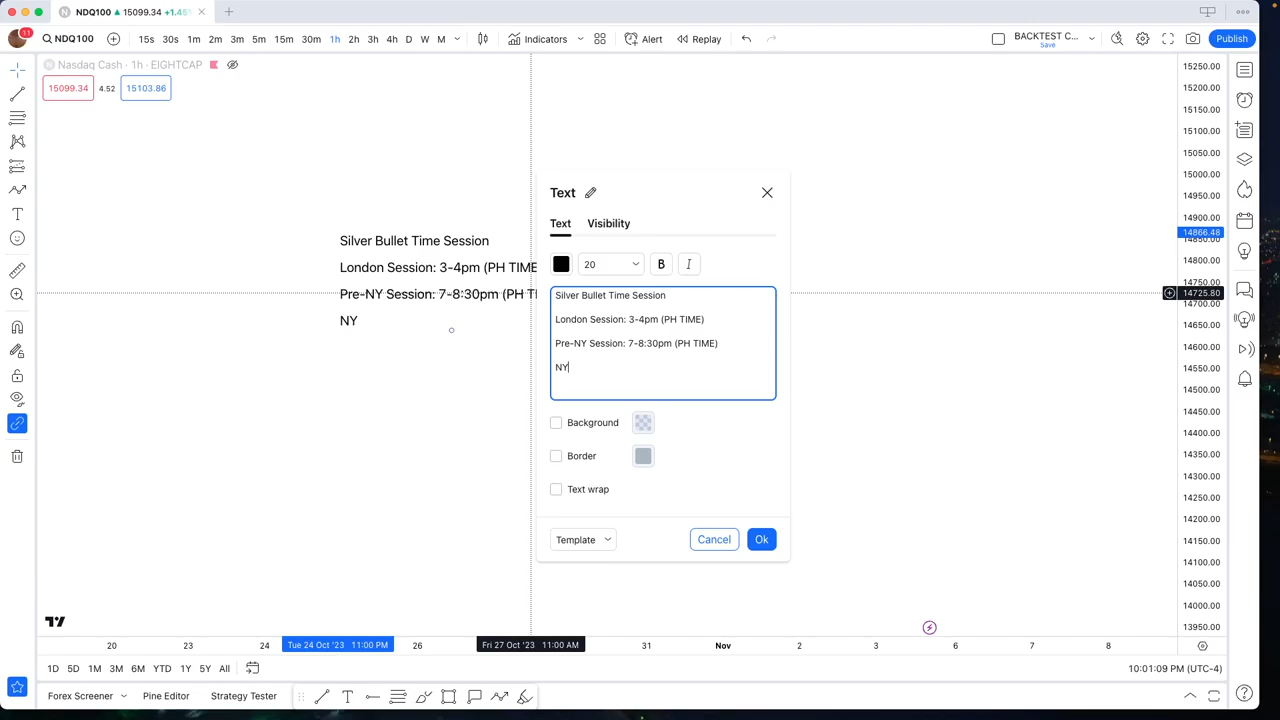 NDQ100 ▲ 15099.34 +1.45%
11
NDQ100
15s 30s 1m 2m 3m 5m 15m 30m 1h 2h 3h 4h D W M
Indicators
Alert
Replay
BACKTEST C...
Save
Publish
Nasdaq Cash · 1h · EIGHTCAP
15099.34 4.52 15103.86
Silver Bullet Time Session
London Session: 3-4pm (PH TIME
Pre-NY Session: 7-8:30pm (PH T
NY
Text
Text Visibility
20 B I
Silver Bullet Time Session
London Session: 3-4pm (PH TIME)
Pre-NY Session: 7-8:30pm (PH TIME)
NY
Background
Border
Text wrap
Template Cancel Ok
15250.00
15200.00
15150.00
15100.00
15050.00
15000.00
14950.00
14900.00
14866.48
14850.00
14800.00
14750.00
14725.80
14700.00
14650.00
14600.00
14550.00
14500.00
14450.00
14400.00
14350.00
14300.00
14250.00
14200.00
14150.00
14100.00
14050.00
14000.00
13950.00
20 23 24 Tue 24 Oct '23 11:00 PM 26 Fri 27 Oct '23 11:00 AM 31 Nov 2 3 6 7 8
1D 5D 1M 3M 6M YTD 1Y 5Y All
10:01:09 PM (UTC-4)
Forex Screener Pine Editor Strategy Tester